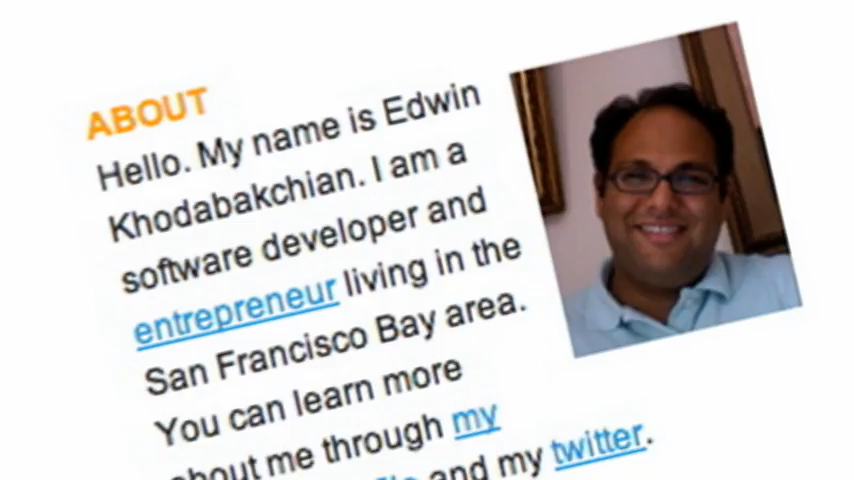 ABOUT
Hello. My name is Edwin
Khodabakchian. I am a
software developer and
entrepreneur living in the
San Francisco Bay area.
You can learn more
about me through my
and my twitter.